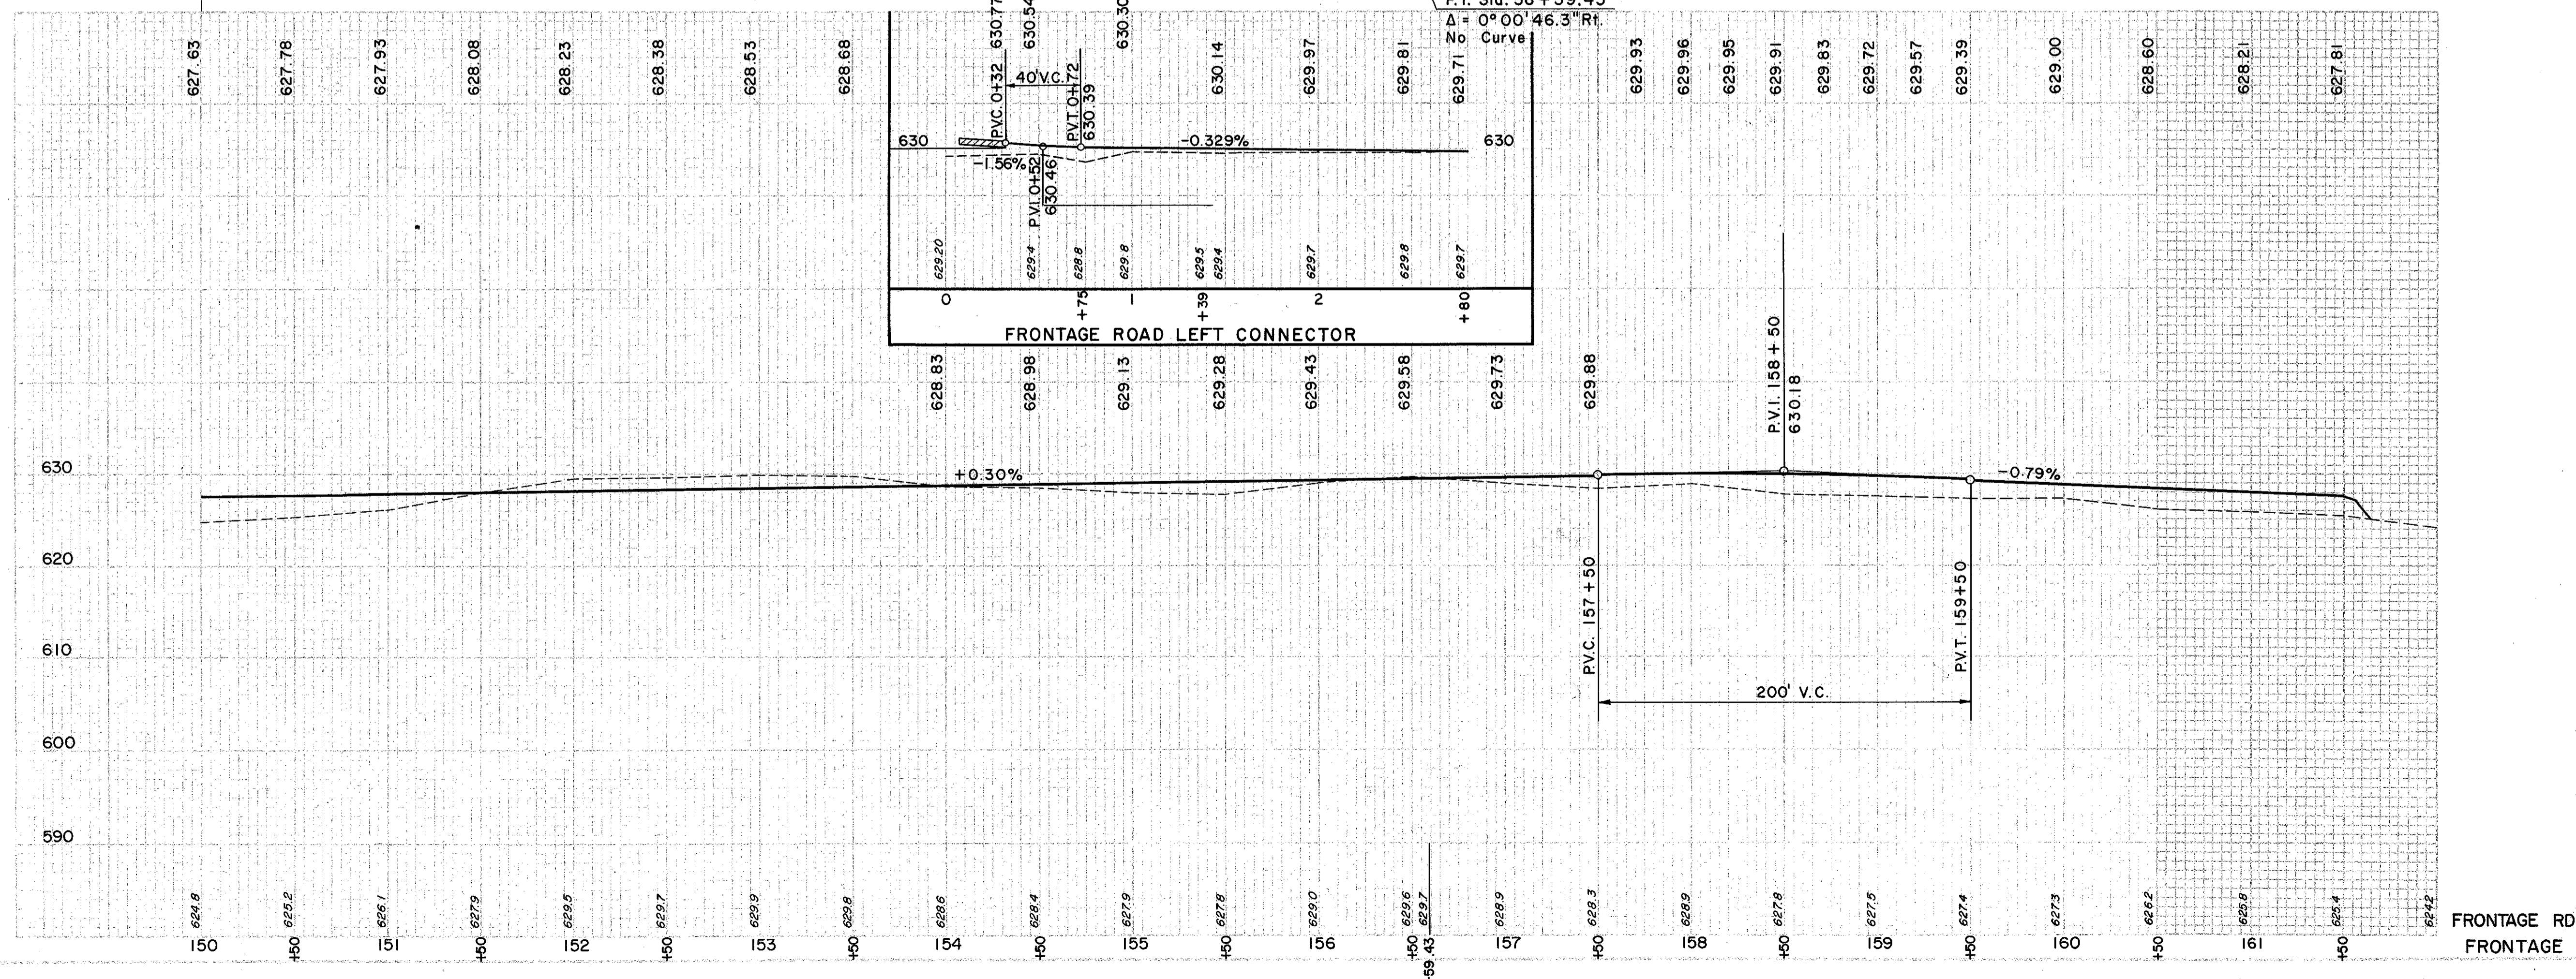 P.I. Sta. 56+59.43
Δ = 0°00'46.3"Rt.
No Curve
627.63 627.78 627.93 628.08 628.23 628.38 628.53 628.68
630.77 630.54 630.30 630.14 629.97 629.81 629.71
629.93 629.96 629.95 629.91 629.83 629.72 629.57 629.39 629.00 628.60 628.21 627.81
P.V.C. 0+32
40' V.C.
P.V.T. 0+72
630.39
630 -0.329% 630
-1.56%
P.V.I. 0+52
630.46
629.20 629.4 628.8 629.8 629.5 629.4 629.7 629.8 629.7
0 +75 1 +39 2 +80
FRONTAGE ROAD LEFT CONNECTOR
628.83 628.98 629.13 629.28 629.43 629.58 629.73 629.88
P.V.I. 158+50
630.18
630 +0.30% -0.79%
620
P.V.C. 157+50
P.V.T. 159+50
610
200' V.C.
600
590
624.8 625.2 626.1 627.9 629.5 629.7 629.9 629.8 628.6 628.4 627.9 627.8 629.0 629.6 629.7 628.9 628.3 628.9 627.8 627.5 627.4 627.3 626.2 625.8 625.4 624.2
FRONTAGE RD
150 +50 151 +50 152 +50 153 +50 154 +50 155 +50 156 +50 +59.43 157 +50 158 +50 159 +50 160 +50 161 +50
FRONTAGE